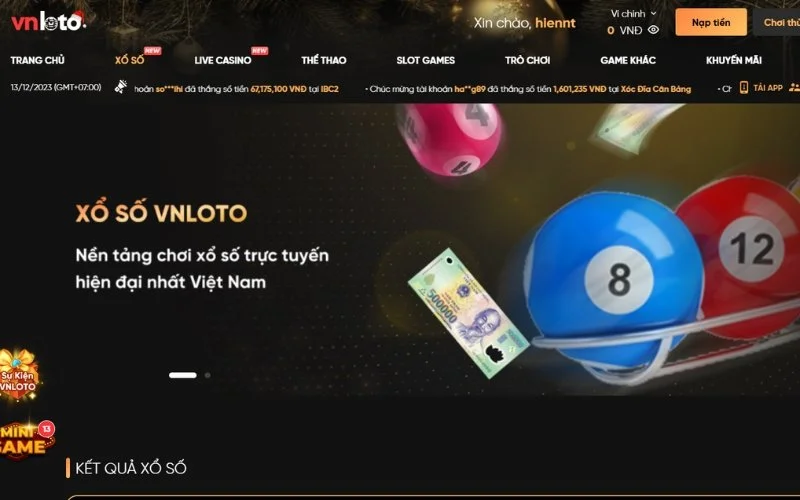 vnloto
Xin chào, hiennt
Ví chính
0 VNĐ
Nạp tiền
Chơi thử
TRANG CHỦ
XỔ SỐ
NEW
LIVE CASINO
NEW
THỂ THAO
SLOT GAMES
TRÒ CHƠI
GAME KHÁC
KHUYẾN MÃI
13/12/2023 (GMT+07:00)
hoản so***ihi đã thắng số tiền 67,175,100 VNĐ tại IBC2
• Chúc mừng tài khoản ha**g89 đã thắng số tiền 1,601,235 VNĐ tại Xóc Đĩa Cân Bảng
• Ch
TẢI APP
4
4
XỔ SỐ VNLOTO
Nền tảng chơi xổ số trực tuyến
hiện đại nhất Việt Nam
8
12
500000
Sự Kiện
VNLOTO
MINI
GAME
13
KẾT QUẢ XỔ SỐ